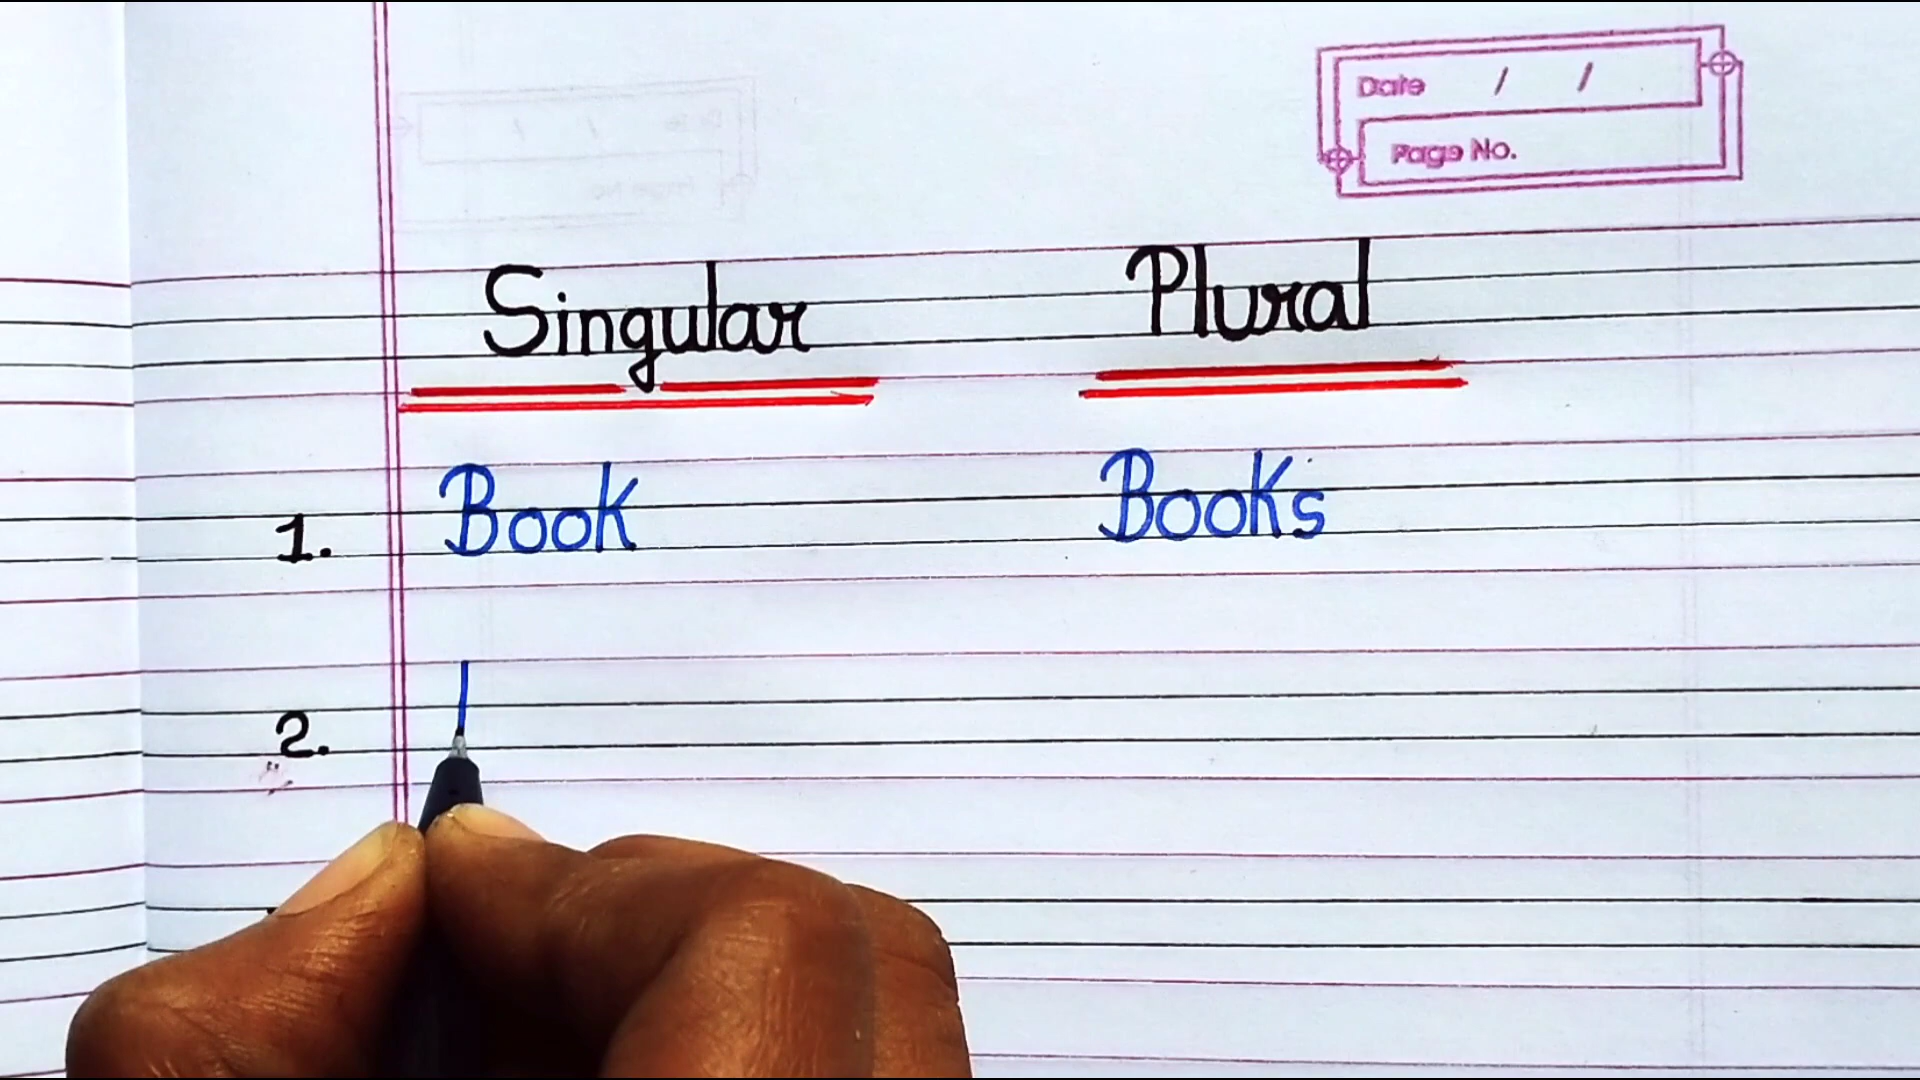 Date / /
Page No.
Singular Plural
1. Book Books
2.